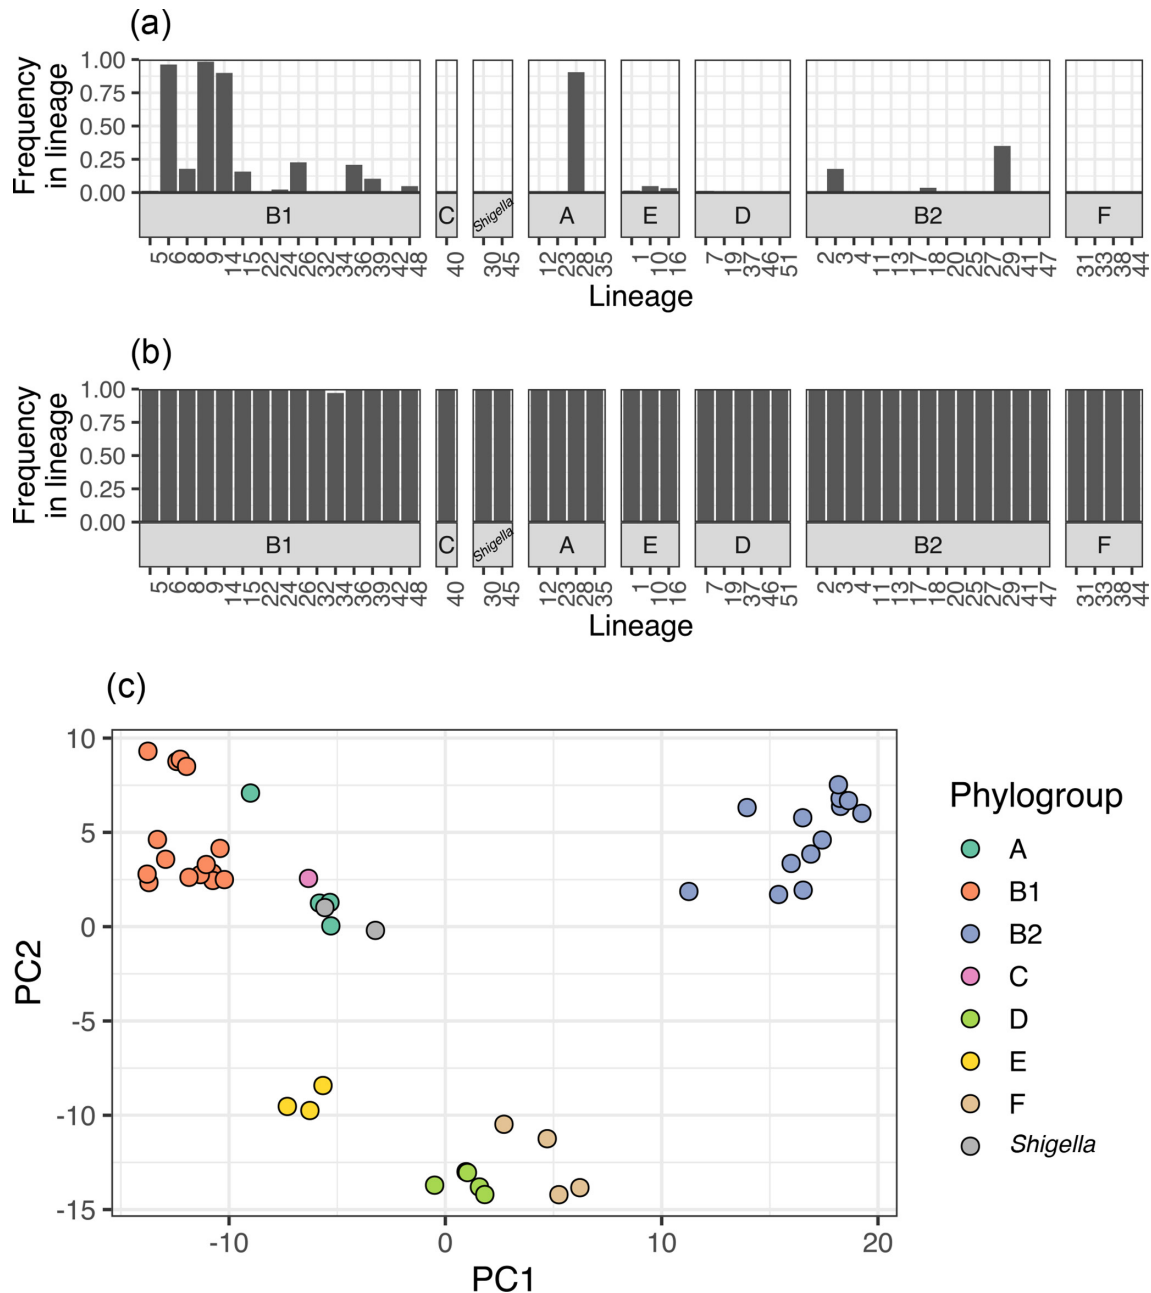 (a)
Frequency
in lineage
1.00
0.75
0.50
0.25
0.00
B1 C Shigella A E D B2 F
5 6 8 9 14 15 22 24 26 32 34 36 39 42 48 40 30 45 12 23 28 35 1 10 16 7 19 37 46 51 2 3 4 11 13 17 18 20 25 27 29 41 47 31 33 38 44
Lineage
(b)
Frequency
in lineage
1.00
0.75
0.50
0.25
0.00
B1 C Shigella A E D B2 F
5 6 8 9 14 15 22 24 26 32 34 36 39 42 48 40 30 45 12 23 28 35 1 10 16 7 19 37 46 51 2 3 4 11 13 17 18 20 25 27 29 41 47 31 33 38 44
Lineage
(c)
PC2
10
5
0
-5
-10
-15
-10 0 10 20
PC1
Phylogroup
A
B1
B2
C
D
E
F
Shigella